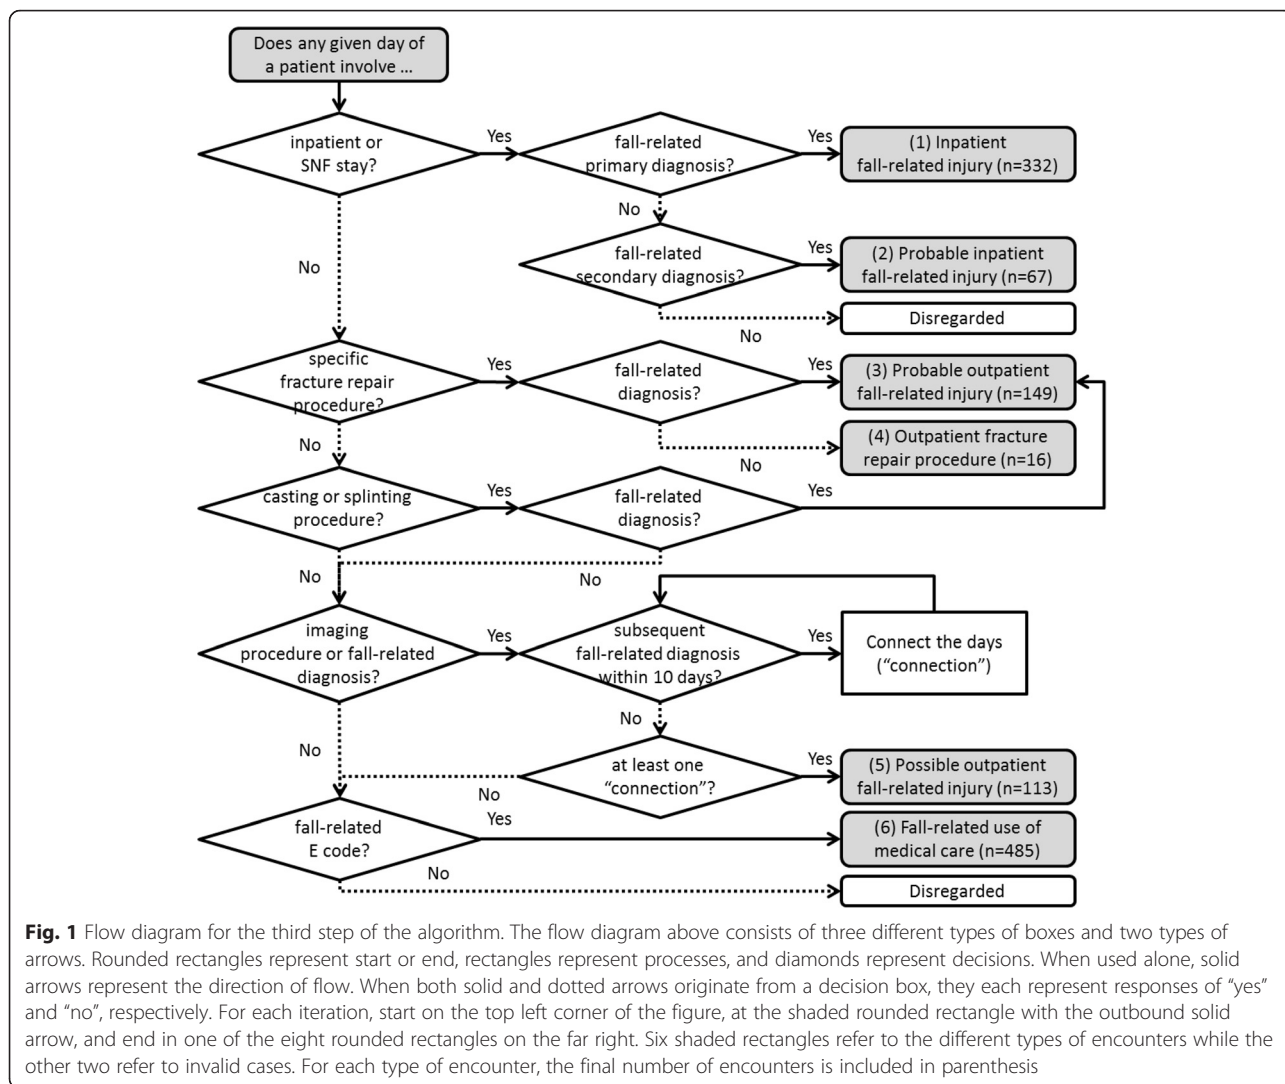 Does any given day of
a patient involve ...
inpatient or
SNF stay?
Yes
fall-related
primary diagnosis?
Yes
(1) Inpatient
fall-related injury (n=332)
No
No
fall-related
secondary diagnosis?
Yes
(2) Probable inpatient
fall-related injury (n=67)
No
Disregarded
specific
fracture repair
procedure?
Yes
fall-related
diagnosis?
Yes
(3) Probable outpatient
fall-related injury (n=149)
No
No
(4) Outpatient fracture
repair procedure (n=16)
casting or splinting
procedure?
Yes
fall-related
diagnosis?
Yes
No
No
imaging
procedure or fall-related
diagnosis?
Yes
subsequent
fall-related diagnosis
within 10 days?
Yes
Connect the days
(“connection”)
No
No
at least one
“connection”?
Yes
(5) Possible outpatient
fall-related injury (n=113)
No
fall-related
E code?
Yes
(6) Fall-related use of
medical care (n=485)
No
Disregarded
Fig. 1 Flow diagram for the third step of the algorithm. The flow diagram above consists of three different types of boxes and two types of
arrows. Rounded rectangles represent start or end, rectangles represent processes, and diamonds represent decisions. When used alone, solid
arrows represent the direction of flow. When both solid and dotted arrows originate from a decision box, they each represent responses of “yes”
and “no”, respectively. For each iteration, start on the top left corner of the figure, at the shaded rounded rectangle with the outbound solid
arrow, and end in one of the eight rounded rectangles on the far right. Six shaded rectangles refer to the different types of encounters while the
other two refer to invalid cases. For each type of encounter, the final number of encounters is included in parenthesis